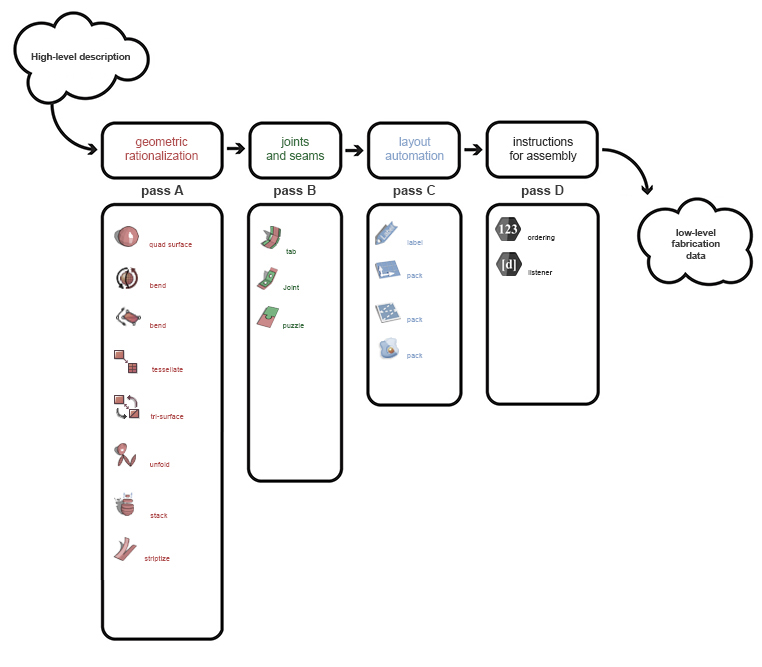 High-level description
geometric
rationalization
joints
and seams
layout
automation
instructions
for assembly
pass A
pass B
pass C
pass D
low-level
fabrication
data
quad surface
bend
bend
tessellate
tri-surface
unfold
stack
striptize
tab
Joint
puzzle
label
pack
pack
pack
123
ordering
[d]
listener